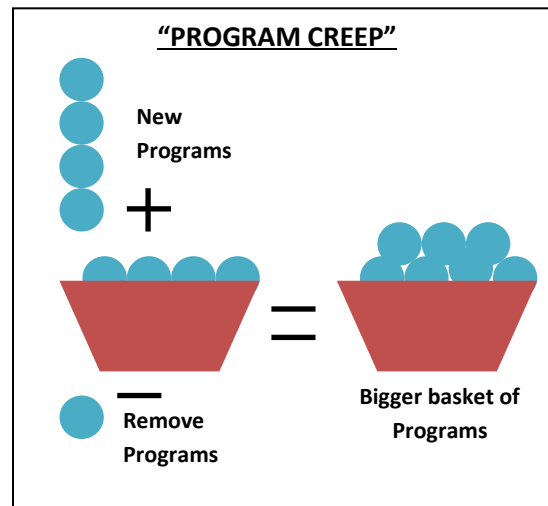 “PROGRAM CREEP”
New
Programs
+
=
–
Remove
Programs
Bigger basket of
Programs